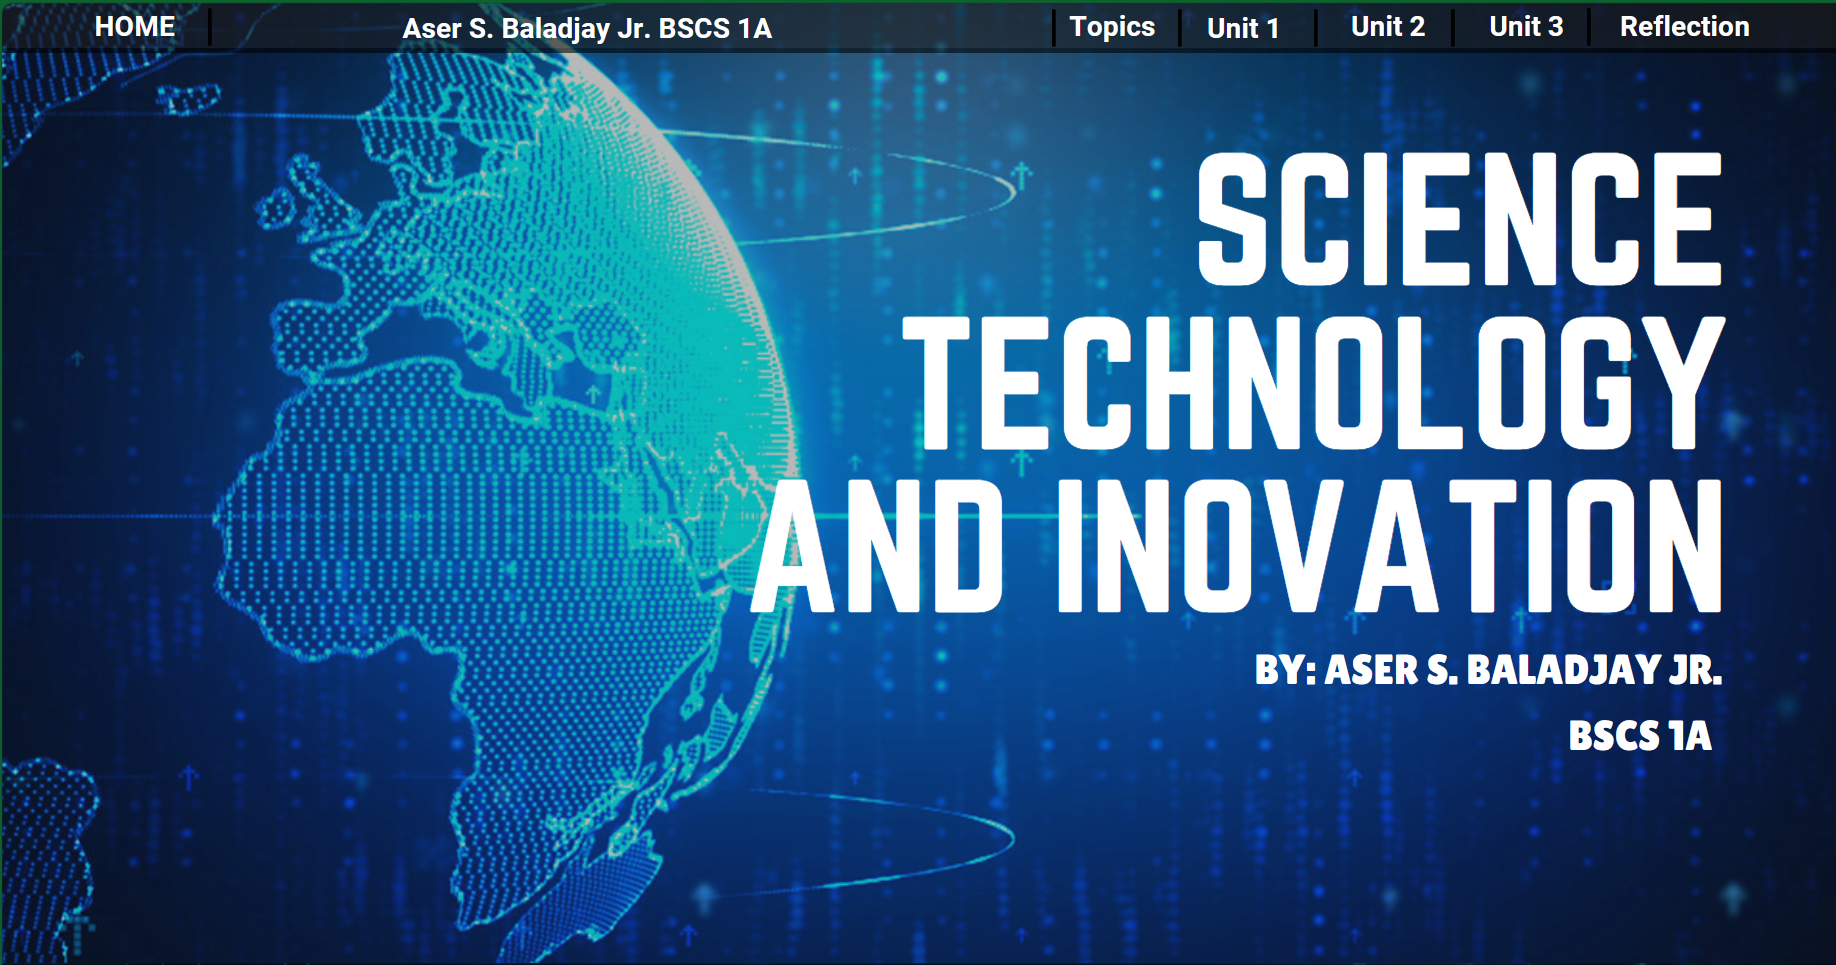 HOME
Aser S. Baladjay Jr. BSCS 1A
Topics
Unit 1
Unit 2
Unit 3
Reflection
SCIENCE
TECHNOLOGY
AND INOVATION
BY: ASER S. BALADJAY JR.
BSCS 1A